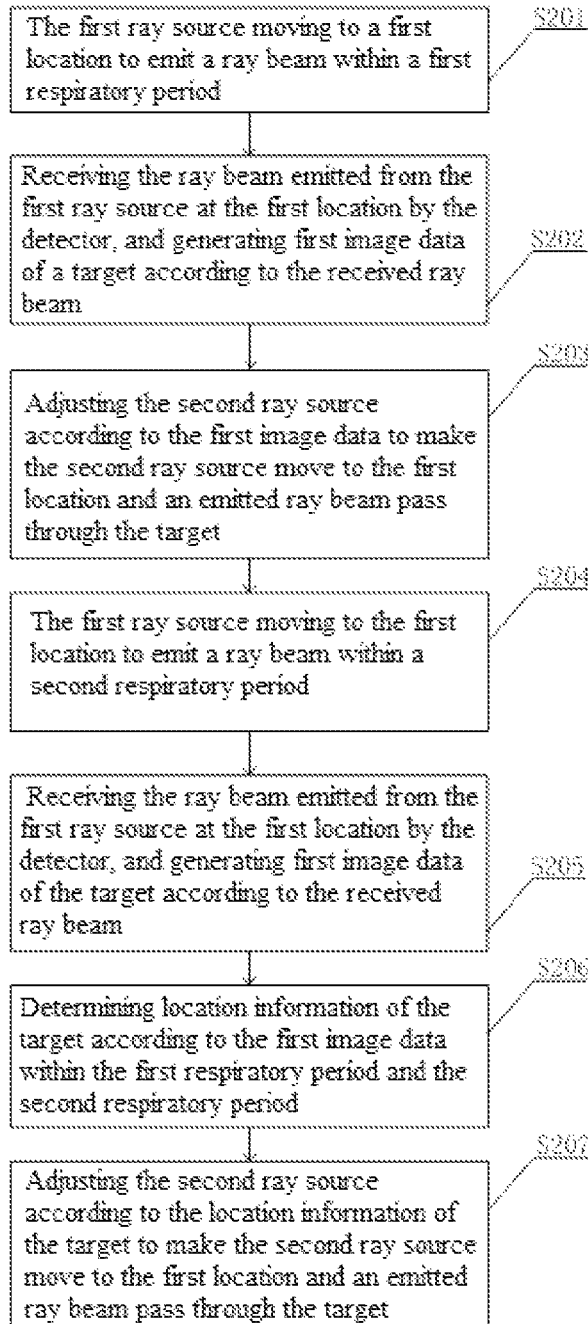 The first ray source moving to a first
location to emit a ray beam within a first
respiratory period
S201
Receiving the ray beam emitted from the
first ray source at the first location by the
detector, and generating first image data
of a target according to the received ray
beam
S202
Adjusting the second ray source
according to the first image data to make
the second ray source move to the first
location and an emitted ray beam pass
through the target
S203
The first ray source moving to the first
location to emit a ray beam within a
second respiratory period
S204
Receiving the ray beam emitted from the
first ray source at the first location by the
detector, and generating first image data
of the target according to the received
ray beam
S205
Determining location information of the
target according to the first image data
within the first respiratory period and the
second respiratory period
S206
Adjusting the second ray source
according to the location information of
the target to make the second ray source
move to the first location and an emitted
ray beam pass through the target
S207